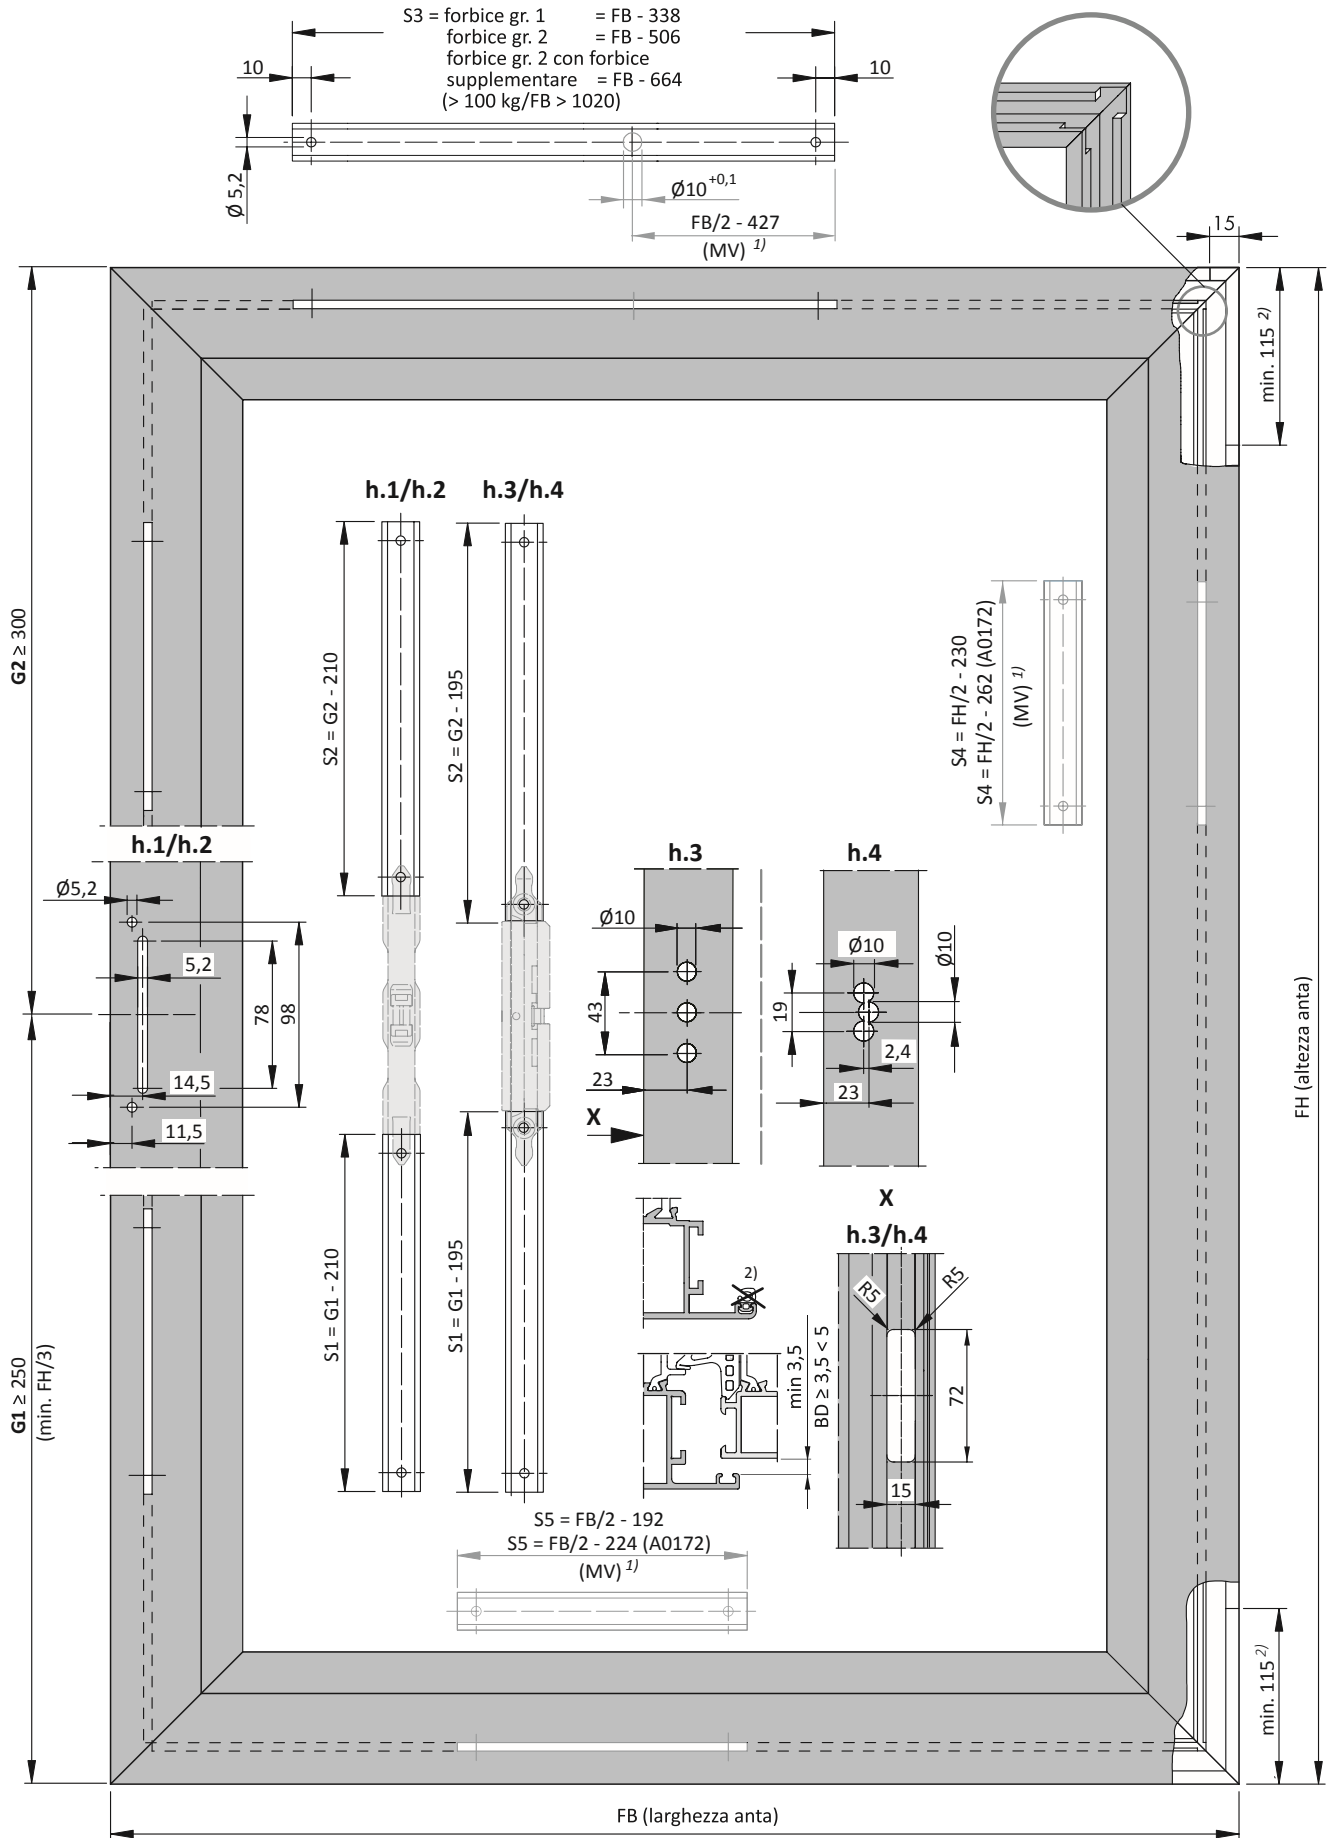 S3 = forbice gr. 1 = FB - 338
forbice gr. 2 = FB - 506
forbice gr. 2 con forbice
supplementare = FB - 664
(> 100 kg/FB > 1020)
10
10
Ø 5,2
Ø10 +0,1
FB/2 - 427
(MV) 1)
15
min. 115 2)
G2 ≥ 300
h.1/h.2
h.3/h.4
S2 = G2 - 210
S2 = G2 - 195
S4 = FH/2 - 230
S4 = FH/2 - 262 (A0172)
(MV) 1)
h.1/h.2
h.3
h.4
Ø5,2
5,2
78
98
14,5
11,5
Ø10
43
23
X
Ø10
Ø10
19
2,4
23
FH (altezza anta)
X
h.3/h.4
G1 ≥ 250
(min. FH/3)
S1 = G1 - 210
S1 = G1 - 195
2)
min 3,5
BD ≥ 3,5 < 5
R5
R5
72
15
S5 = FB/2 - 192
S5 = FB/2 - 224 (A0172)
(MV) 1)
min. 115 2)
FB (larghezza anta)